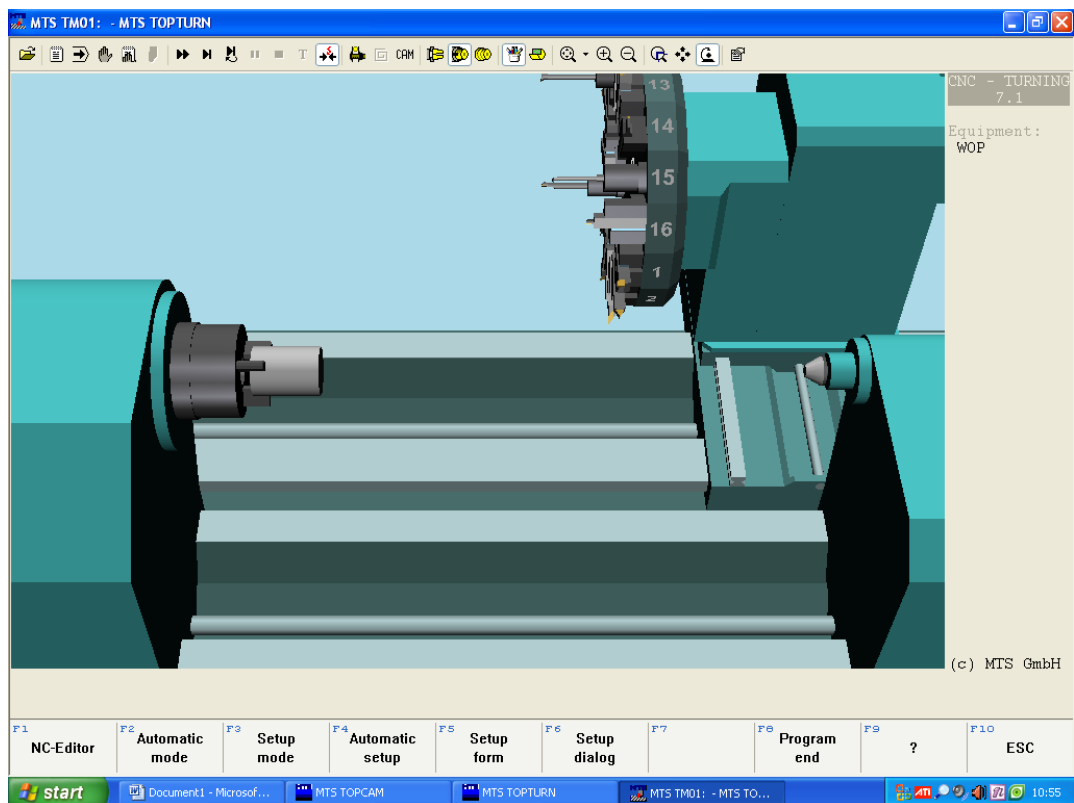 MTS TM01: - MTS TOPTURN
T
CAM
CNC - TURNING
7.1
Equipment:
WOP
13
14
15
16
1
2
(c) MTS GmbH
F1
NC-Editor
F2
Automatic
mode
F3
Setup
mode
F4
Automatic
setup
F5
Setup
form
F6
Setup
dialog
F7
F8
Program
end
F9
?
F10
ESC
start
Document1 - Microsof...
MTS TOPCAM
MTS TOPTURN
MTS TM01: - MTS TO...
ATI
10:55